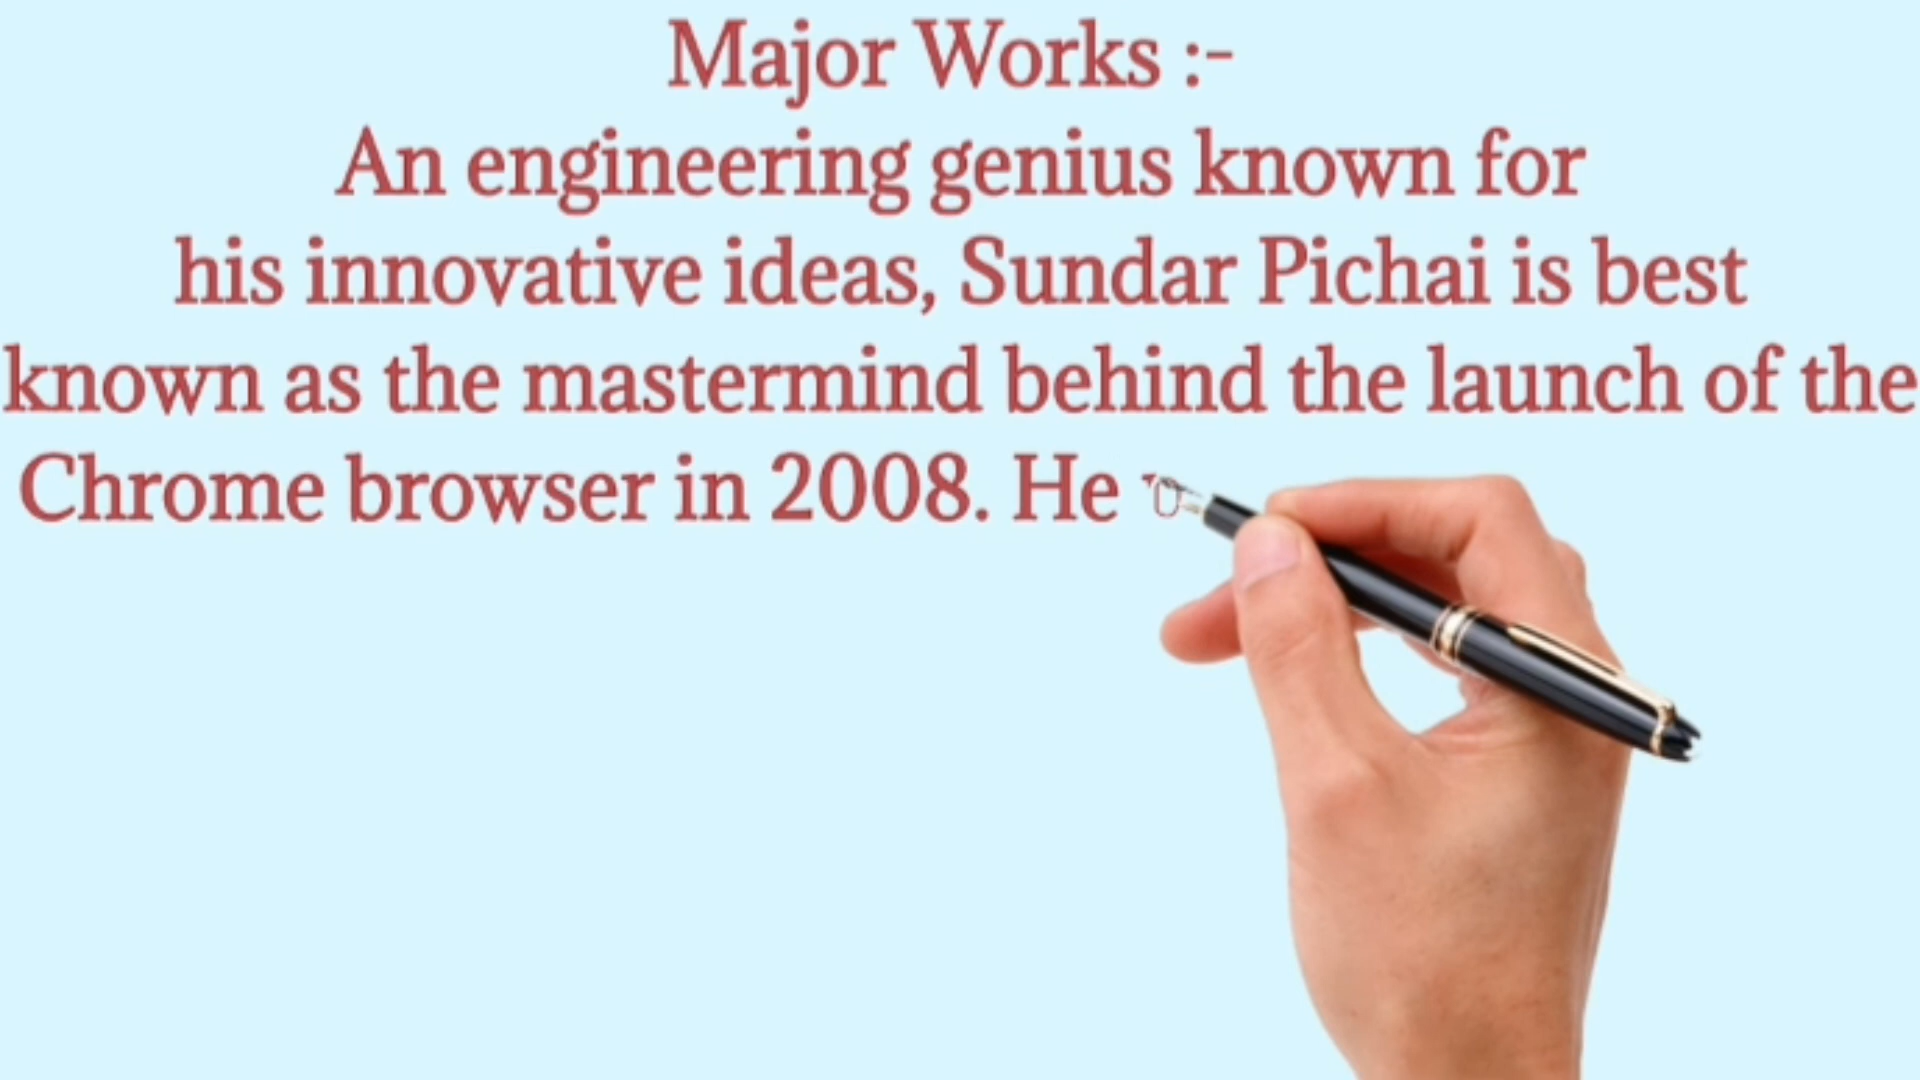 Major Works :-
An engineering genius known for
his innovative ideas, Sundar Pichai is best
known as the mastermind behind the launch of the
Chrome browser in 2008. He